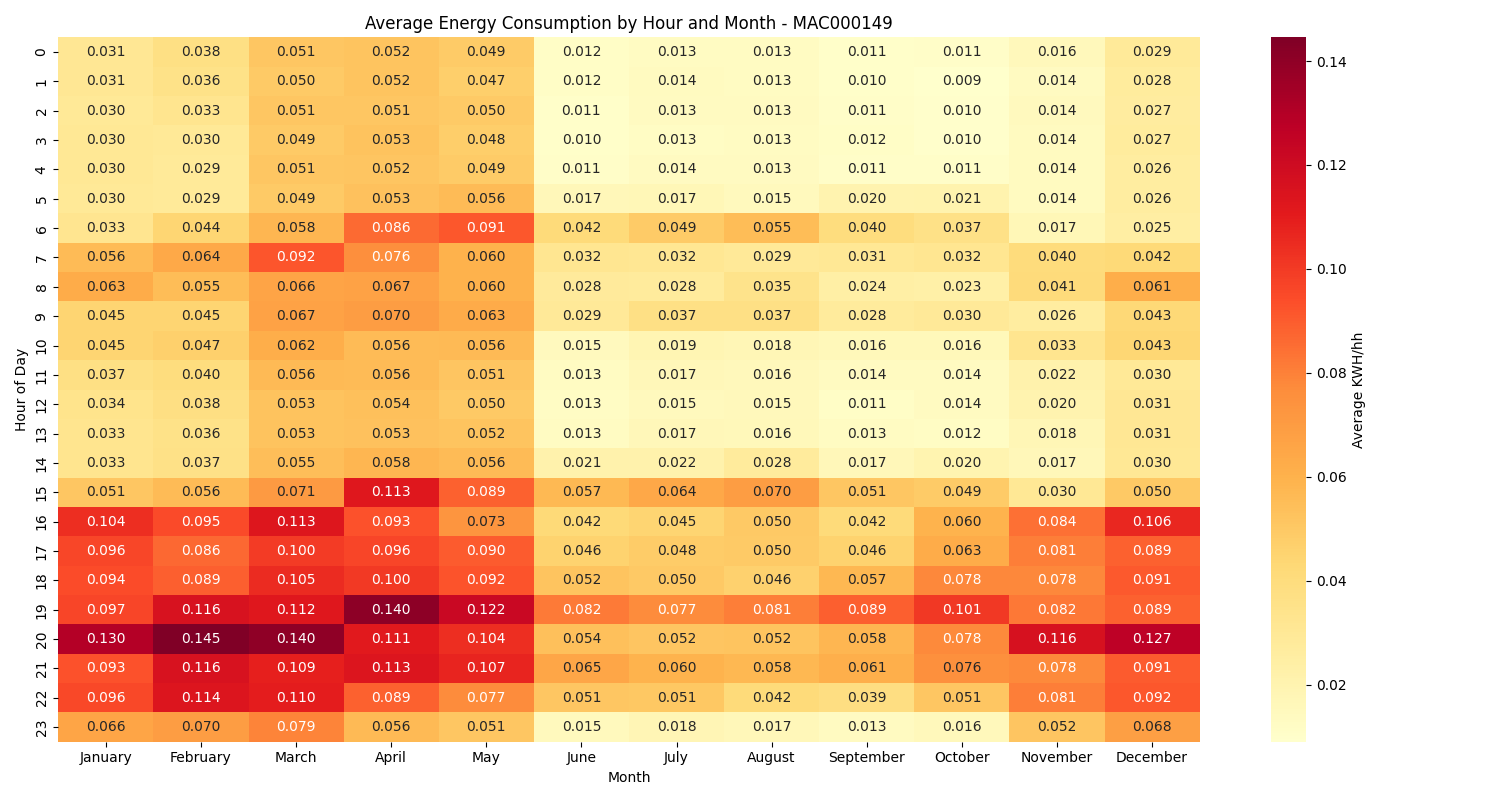 Average Energy Consumption by Hour and Month - MAC000149
0 0.031 0.038 0.051 0.052 0.049 0.012 0.013 0.013 0.011 0.011 0.016 0.029
1 0.031 0.036 0.050 0.052 0.047 0.012 0.014 0.013 0.010 0.009 0.014 0.028
2 0.030 0.033 0.051 0.051 0.050 0.011 0.013 0.013 0.011 0.010 0.014 0.027
3 0.030 0.030 0.049 0.053 0.048 0.010 0.013 0.013 0.012 0.010 0.014 0.027
4 0.030 0.029 0.051 0.052 0.049 0.011 0.014 0.013 0.011 0.011 0.014 0.026
5 0.030 0.029 0.049 0.053 0.056 0.017 0.017 0.015 0.020 0.021 0.014 0.026
6 0.033 0.044 0.058 0.086 0.091 0.042 0.049 0.055 0.040 0.037 0.017 0.025
7 0.056 0.064 0.092 0.076 0.060 0.032 0.032 0.029 0.031 0.032 0.040 0.042
8 0.063 0.055 0.066 0.067 0.060 0.028 0.028 0.035 0.024 0.023 0.041 0.061
9 0.045 0.045 0.067 0.070 0.063 0.029 0.037 0.037 0.028 0.030 0.026 0.043
10 0.045 0.047 0.062 0.056 0.056 0.015 0.019 0.018 0.016 0.016 0.033 0.043
11 0.037 0.040 0.056 0.056 0.051 0.013 0.017 0.016 0.014 0.014 0.022 0.030
12 0.034 0.038 0.053 0.054 0.050 0.013 0.015 0.015 0.011 0.014 0.020 0.031
13 0.033 0.036 0.053 0.053 0.052 0.013 0.017 0.016 0.013 0.012 0.018 0.031
14 0.033 0.037 0.055 0.058 0.056 0.021 0.022 0.028 0.017 0.020 0.017 0.030
15 0.051 0.056 0.071 0.113 0.089 0.057 0.064 0.070 0.051 0.049 0.030 0.050
16 0.104 0.095 0.113 0.093 0.073 0.042 0.045 0.050 0.042 0.060 0.084 0.106
17 0.096 0.086 0.100 0.096 0.090 0.046 0.048 0.050 0.046 0.063 0.081 0.089
18 0.094 0.089 0.105 0.100 0.092 0.052 0.050 0.046 0.057 0.078 0.078 0.091
19 0.097 0.116 0.112 0.140 0.122 0.082 0.077 0.081 0.089 0.101 0.082 0.089
20 0.130 0.145 0.140 0.111 0.104 0.054 0.052 0.052 0.058 0.078 0.116 0.127
21 0.093 0.116 0.109 0.113 0.107 0.065 0.060 0.058 0.061 0.076 0.078 0.091
22 0.096 0.114 0.110 0.089 0.077 0.051 0.051 0.042 0.039 0.051 0.081 0.092
23 0.066 0.070 0.079 0.056 0.051 0.015 0.018 0.017 0.013 0.016 0.052 0.068
January February March April May June July August September October November December
Month
Hour of Day
0.14
0.12
0.10
0.08
0.06
0.04
0.02
Average KWH/hh